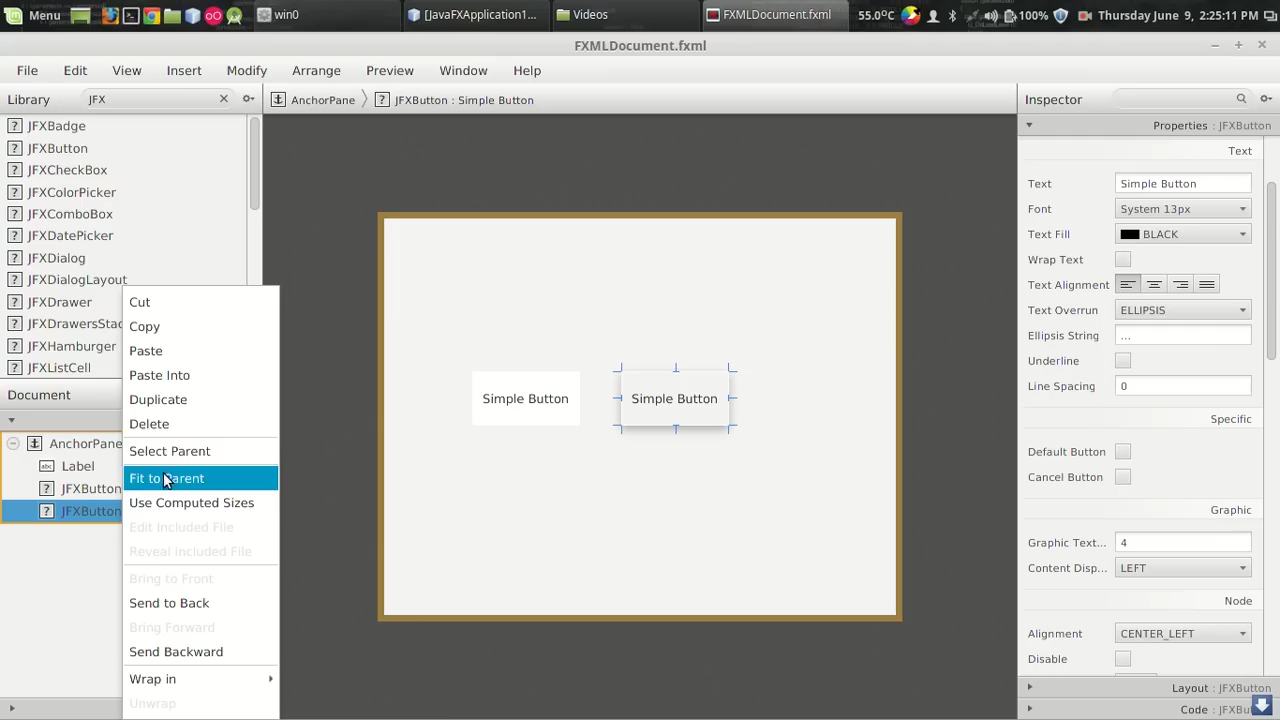 Menu
win0
[JavaFXApplication1...
Videos
FXMLDocument.fxml
55.0°C
100%
Thursday June 9, 2:25:11 PM
FXMLDocument.fxml
File Edit View Insert Modify Arrange Preview Window Help
Library
JFX
AnchorPane
JFXButton : Simple Button
Inspector
? JFXBadge
? JFXButton
? JFXCheckBox
? JFXColorPicker
? JFXComboBox
? JFXDatePicker
? JFXDialog
? JFXDialogLayout
? JFXDrawer
? JFXDrawersStac
? JFXHamburger
? JFXListCell
Document
AnchorPane
abc Label
? JFXButton
? JFXButton
Cut
Copy
Paste
Paste Into
Duplicate
Delete
Select Parent
Fit to Parent
Use Computed Sizes
Edit Included File
Reveal Included File
Bring to Front
Send to Back
Bring Forward
Send Backward
Wrap in
Unwrap
Simple Button
Simple Button
Properties : JFXButton
Text
Text Simple Button
Font System 13px
Text Fill BLACK
Wrap Text
Text Alignment
Text Overrun ELLIPSIS
Ellipsis String ...
Underline
Line Spacing 0
Specific
Default Button
Cancel Button
Graphic
Graphic Text... 4
Content Disp... LEFT
Node
Alignment CENTER_LEFT
Disable
Layout : JFXButton
Code : JFXBu